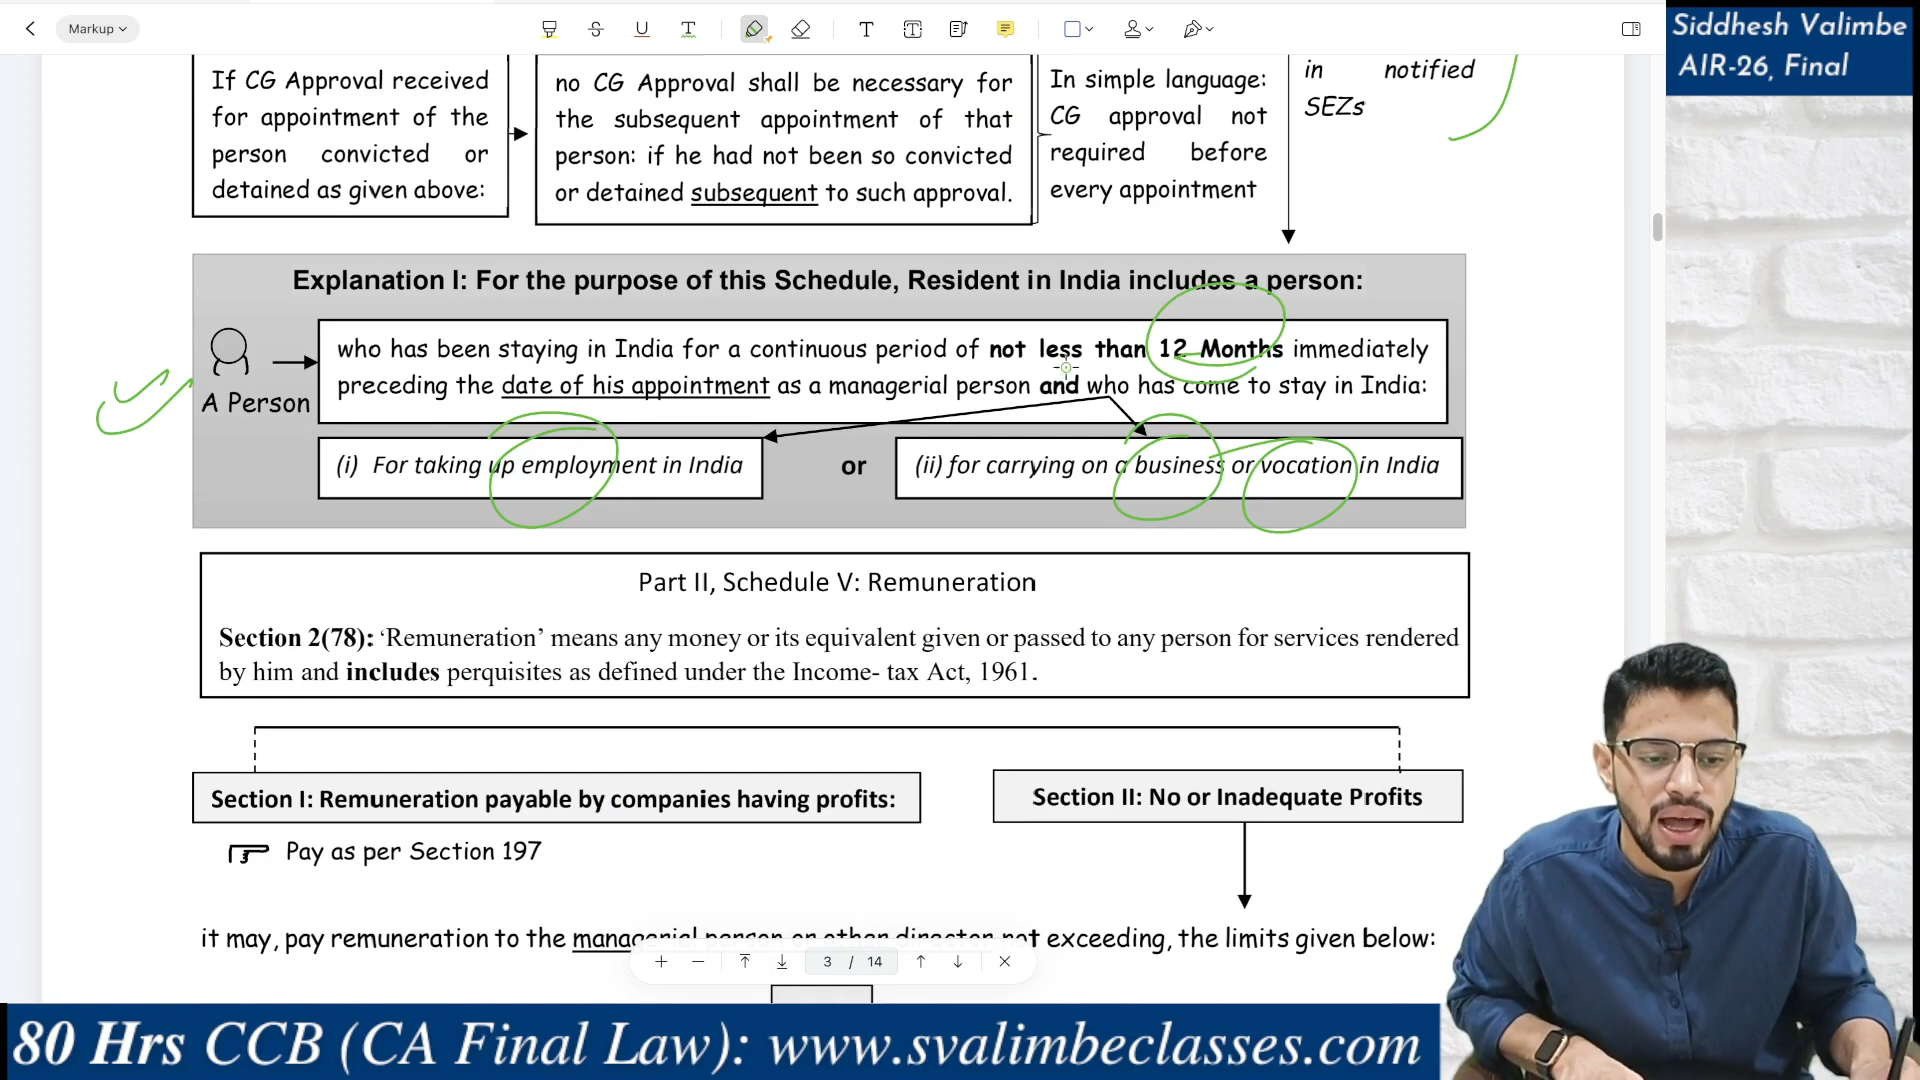 Markup
Siddhesh Valimbe
AIR-26, Final
If CG Approval received
for appointment of the
person convicted or
detained as given above:
no CG Approval shall be necessary for
the subsequent appointment of that
person: if he had not been so convicted
or detained subsequent to such approval.
In simple language:
CG approval not
required before
every appointment
in notified
SEZs
Explanation I: For the purpose of this Schedule, Resident in India includes a person:
A Person
who has been staying in India for a continuous period of not less than 12 Months immediately
preceding the date of his appointment as a managerial person and who has come to stay in India:
(i) For taking up employment in India
or
(ii) for carrying on a business or vocation in India
Part II, Schedule V: Remuneration
Section 2(78): ‘Remuneration’ means any money or its equivalent given or passed to any person for services rendered
by him and includes perquisites as defined under the Income- tax Act, 1961.
Section I: Remuneration payable by companies having profits:
Section II: No or Inadequate Profits
Pay as per Section 197
it may, pay remuneration to the managerial person or other director not exceeding, the limits given below:
3 / 14
80 Hrs CCB (CA Final Law): www.svalimbeclasses.com